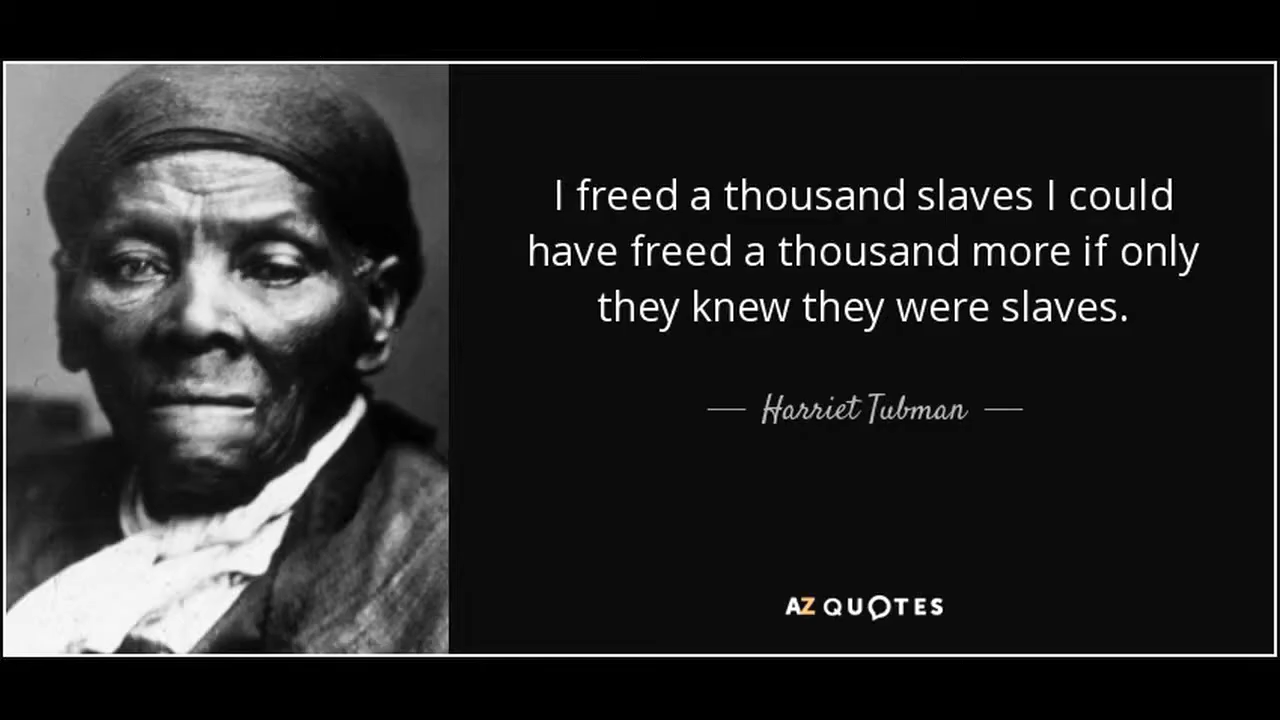 I freed a thousand slaves I could
have freed a thousand more if only
they knew they were slaves.
Harriet Tubman
AZ QUOTES